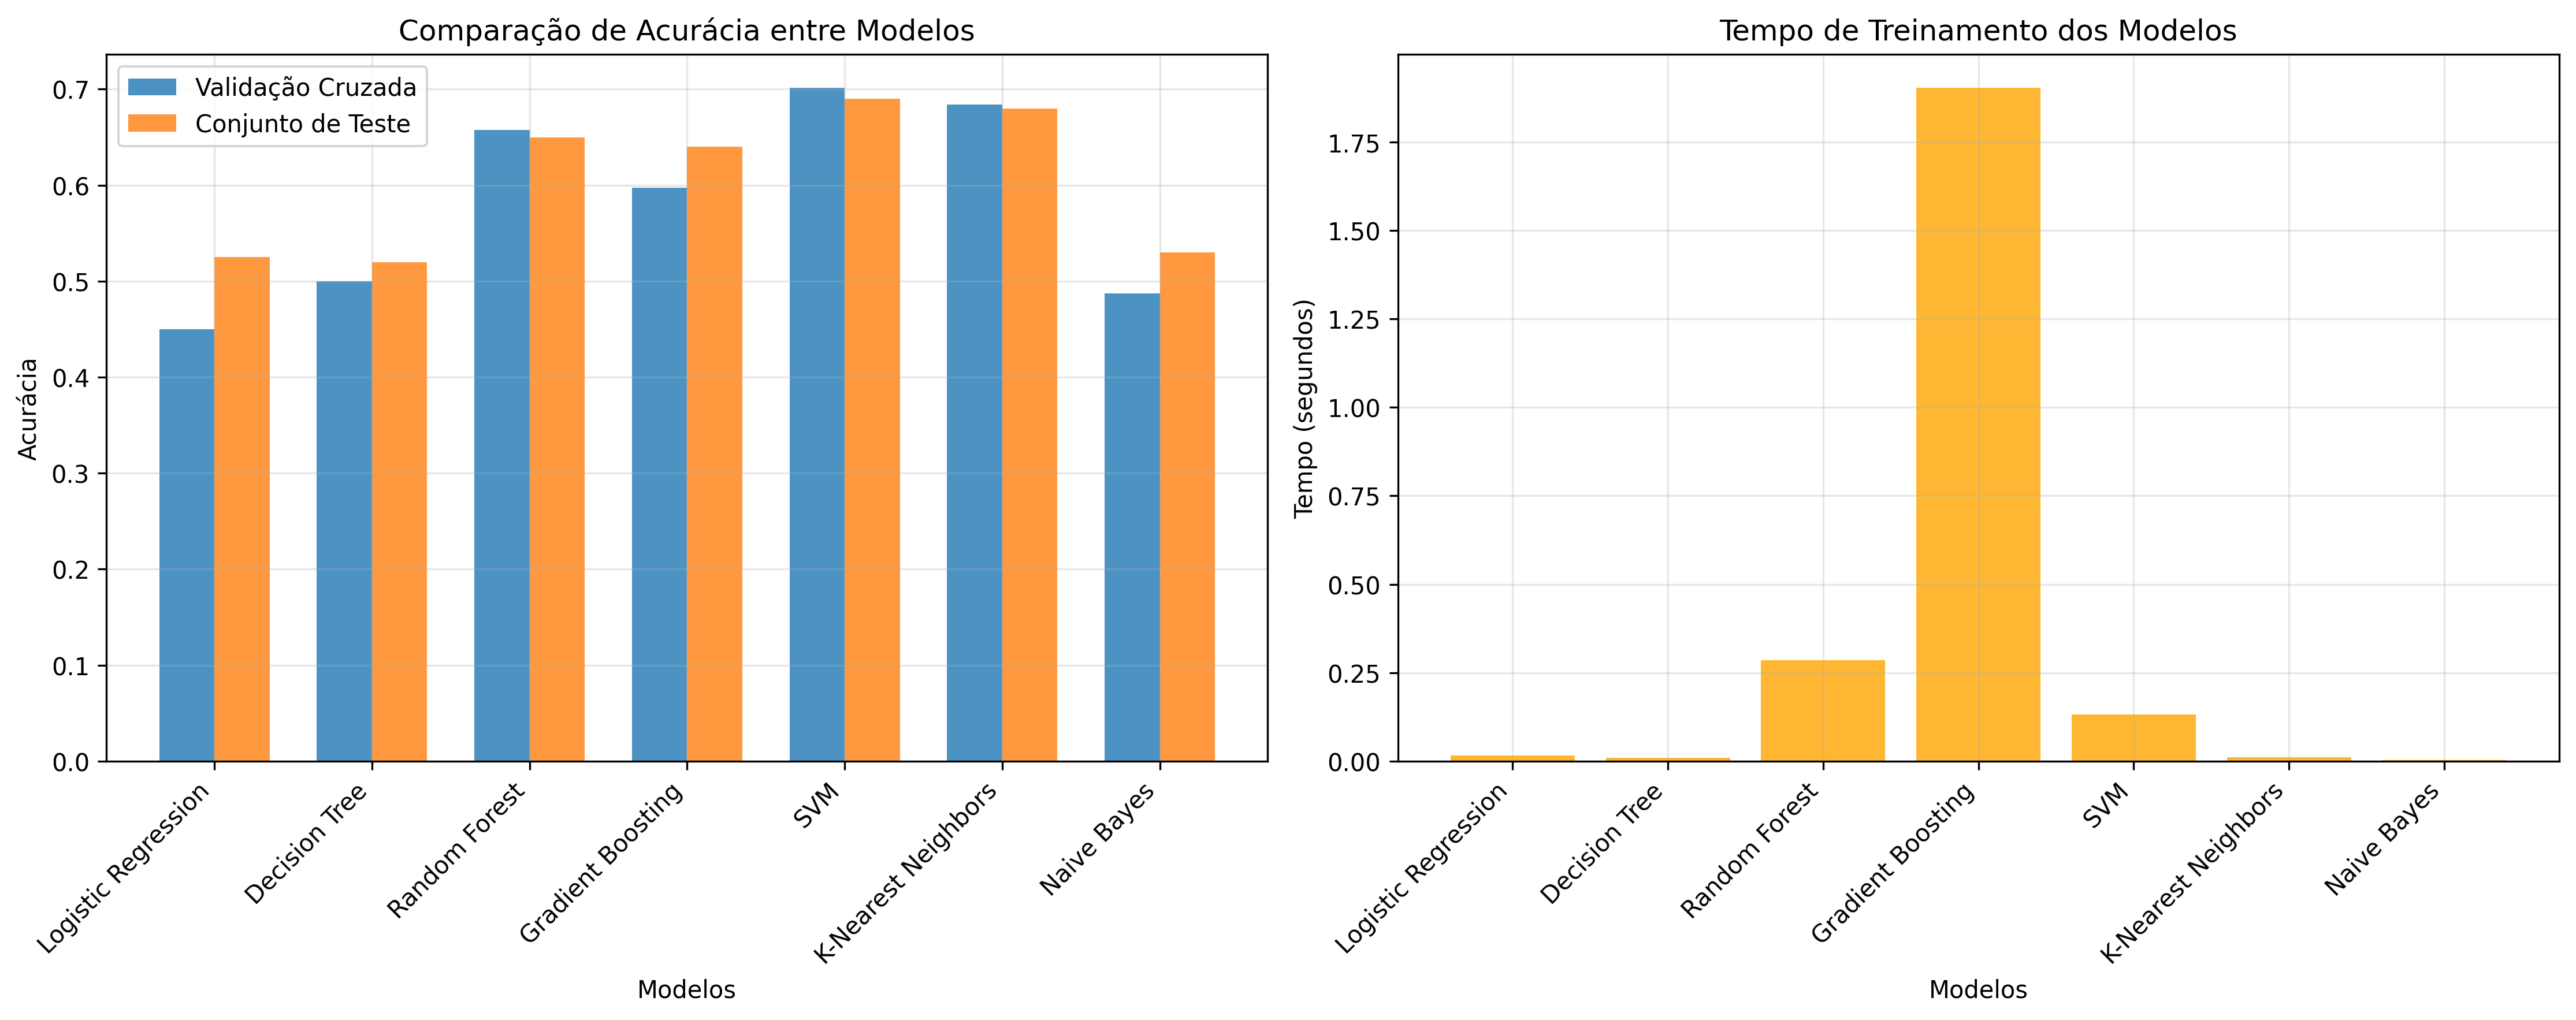 Comparação de Acurácia entre Modelos
Validação Cruzada
Conjunto de Teste
Acurácia
0.7
0.6
0.5
0.4
0.3
0.2
0.1
0.0
Logistic Regression
Decision Tree
Random Forest
Gradient Boosting
SVM
K-Nearest Neighbors
Naive Bayes
Modelos
Tempo de Treinamento dos Modelos
Tempo (segundos)
1.75
1.50
1.25
1.00
0.75
0.50
0.25
0.00
Logistic Regression
Decision Tree
Random Forest
Gradient Boosting
SVM
K-Nearest Neighbors
Naive Bayes
Modelos